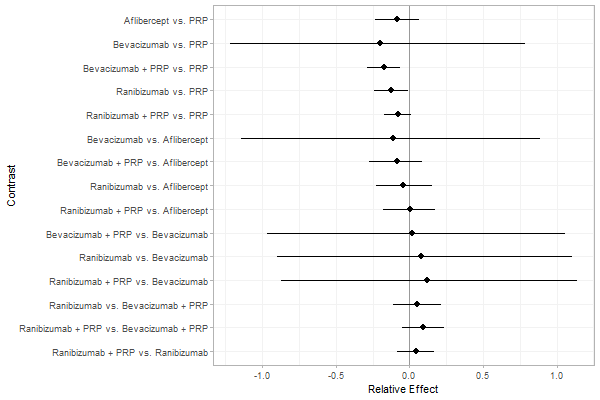 Aflibercept vs. PRP
Bevacizumab vs. PRP
Bevacizumab + PRP vs. PRP
Ranibizumab vs. PRP
Ranibizumab + PRP vs. PRP
Bevacizumab vs. Aflibercept
Bevacizumab + PRP vs. Aflibercept
Ranibizumab vs. Aflibercept
Ranibizumab + PRP vs. Aflibercept
Bevacizumab + PRP vs. Bevacizumab
Ranibizumab vs. Bevacizumab
Ranibizumab + PRP vs. Bevacizumab
Ranibizumab vs. Bevacizumab + PRP
Ranibizumab + PRP vs. Bevacizumab + PRP
Ranibizumab + PRP vs. Ranibizumab
Contrast
-1.0 -0.5 0.0 0.5 1.0
Relative Effect